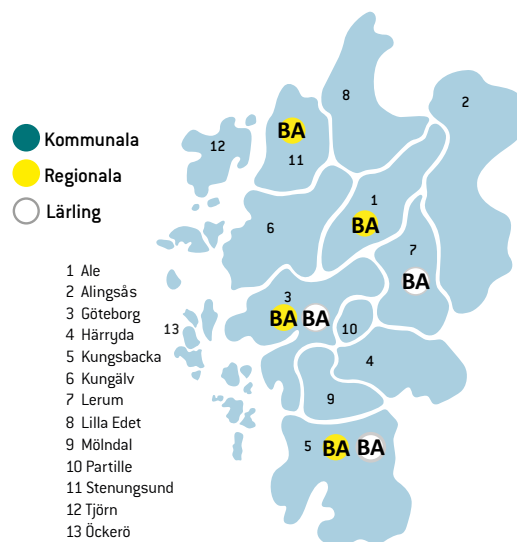 8
2
BA
Kommunala
12
11
Regionala
1
Lärling
6
BA
7
BA
1 Ale
2 Alingsås
3 Göteborg
4 Härryda
5 Kungsbacka
6 Kungälv
7 Lerum
8 Lilla Edet
9 Mölndal
10 Partille
11 Stenungsund
12 Tjörn
13 Öckerö
3
BA BA
13
10
4
9
5 BA BA